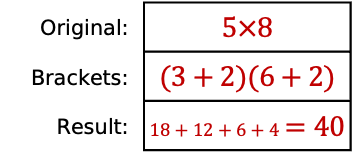 Original: 5×8
Brackets: (3 + 2)(6 + 2)
Result: 18 + 12 + 6 + 4 = 40